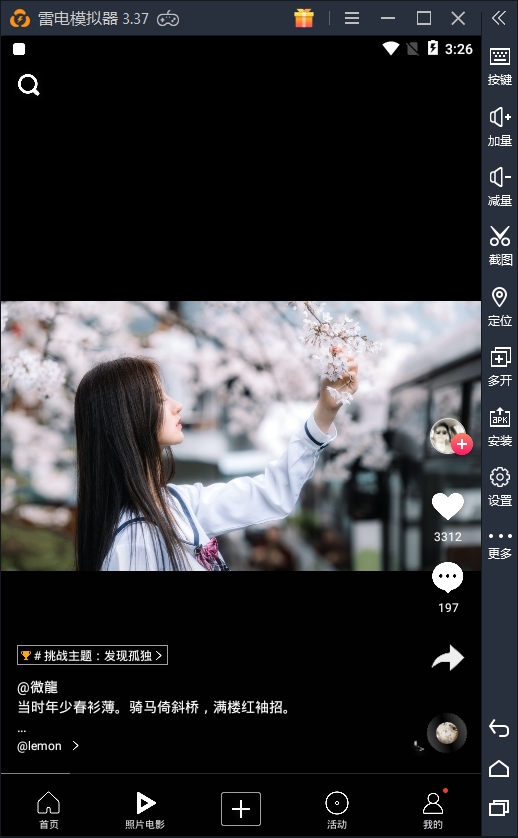 雷电模拟器 3.37
3:26
按键
加量
减量
截图
定位
多开
安装
APK
设置
更多
3312
197
# 挑战主题：发现孤独
@微龍
当时年少春衫薄。骑马倚斜桥，满楼红袖招。
...
@lemon
首页
照片电影
活动
我的